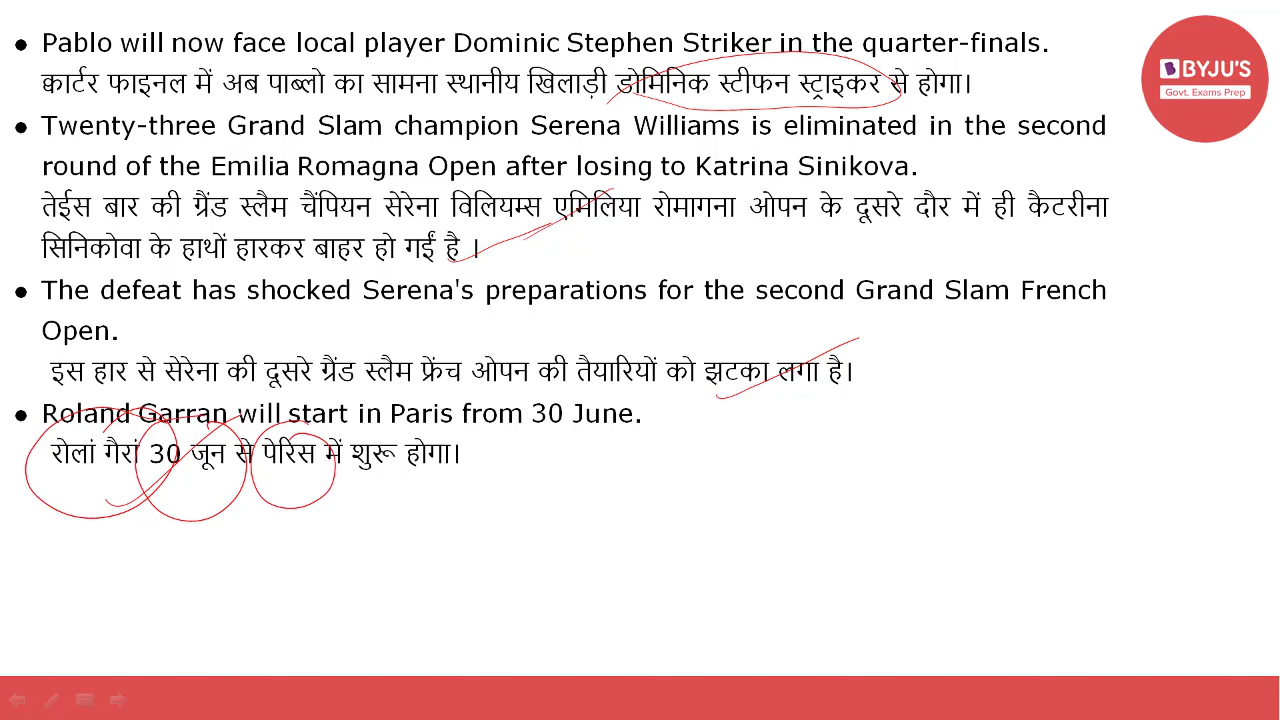 • Pablo will now face local player Dominic Stephen Striker in the quarter-finals.
क्वार्टर फाइनल में अब पाब्लो का सामना स्थानीय खिलाड़ी डोमिनिक स्टीफन स्ट्राइकर से होगा।
• Twenty-three Grand Slam champion Serena Williams is eliminated in the second
round of the Emilia Romagna Open after losing to Katrina Sinikova.
तेईस बार की ग्रैंड स्लैम चैंपियन सेरेना विलियम्स एमिलिया रोमागना ओपन के दूसरे दौर में ही कैटरीना
सिनिकोवा के हाथों हारकर बाहर हो गईं है ।
• The defeat has shocked Serena's preparations for the second Grand Slam French
Open.
इस हार से सेरेना की दूसरे ग्रैंड स्लैम फ्रेंच ओपन की तैयारियों को झटका लगा है।
• Roland Garran will start in Paris from 30 June.
रोलां गैरां 30 जून से पेरिस में शुरू होगा।
BYJU'S
Govt. Exams Prep